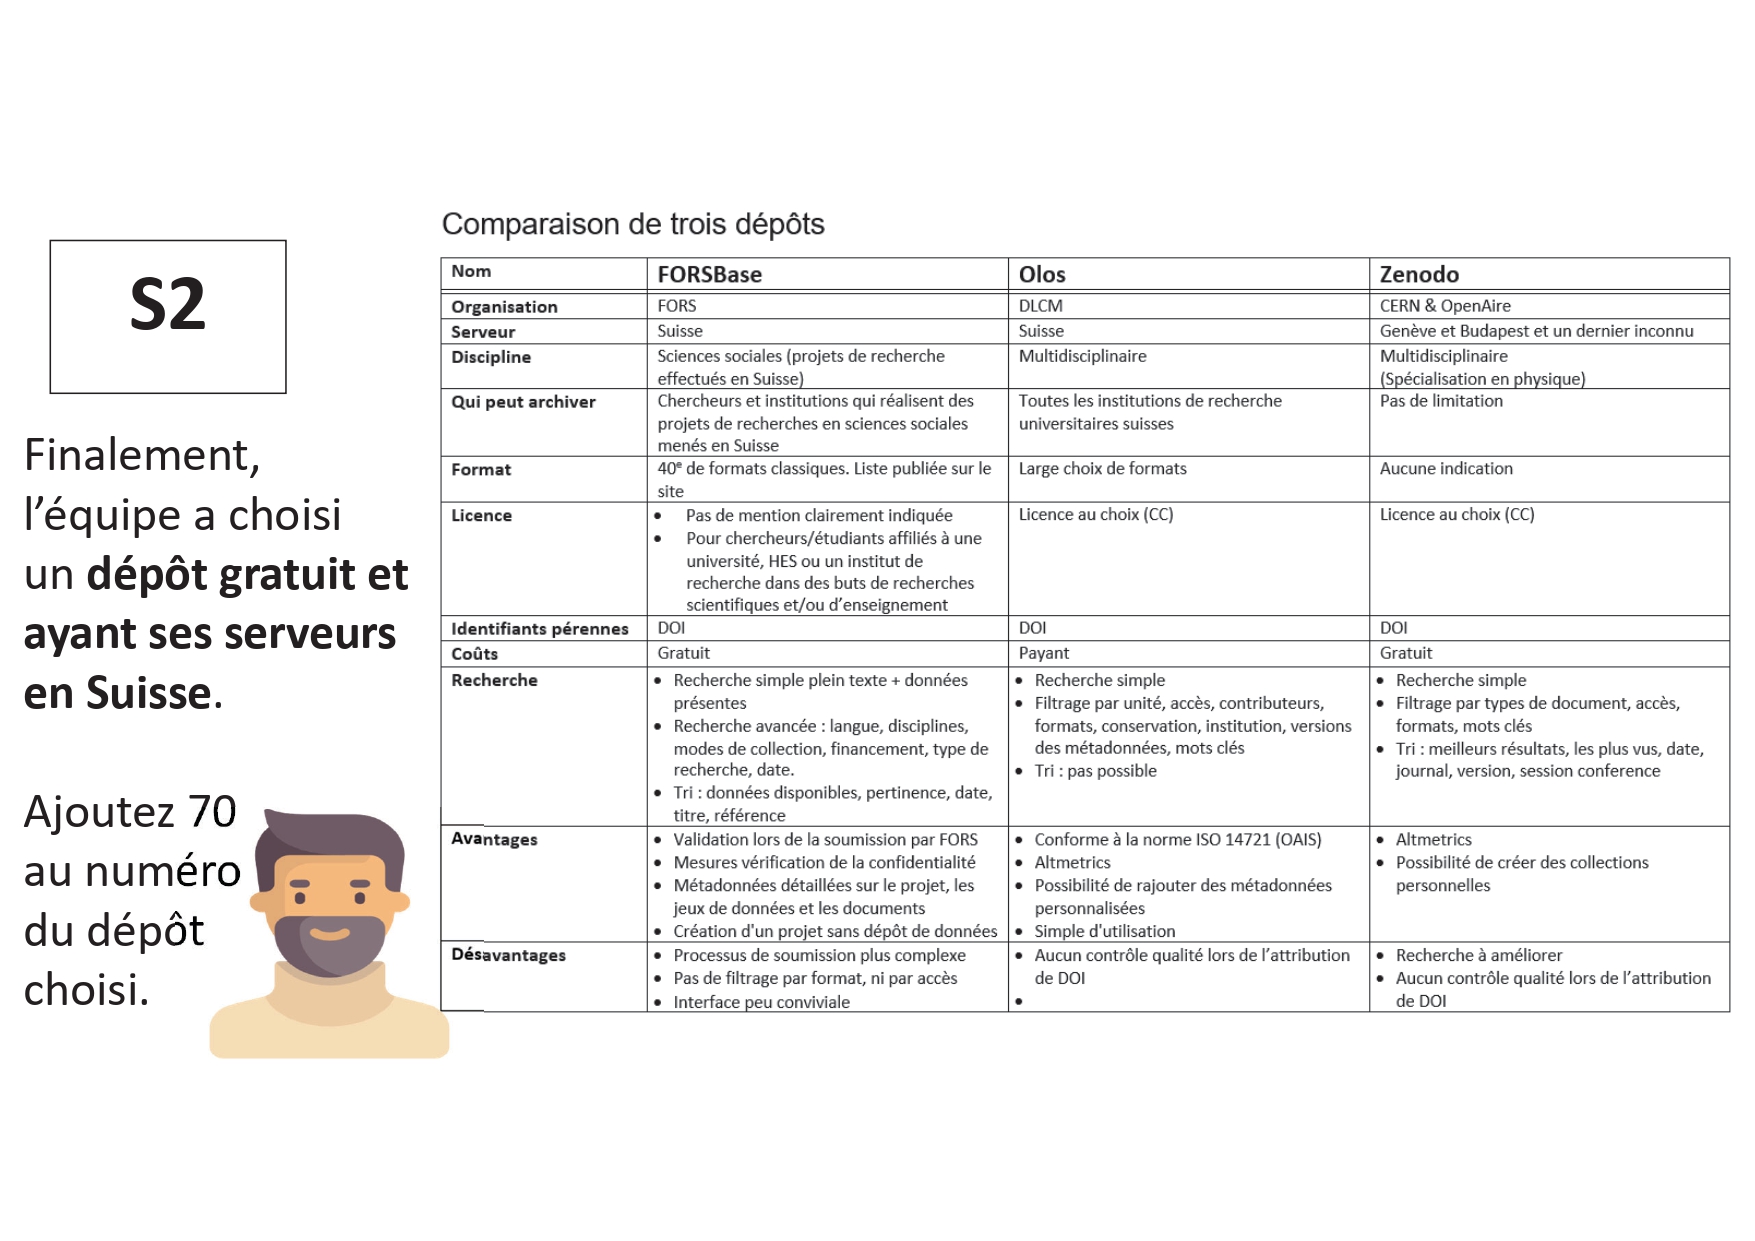 S2
Finalement,
l’équipe a choisi
un dépôt gratuit et
ayant ses serveurs
en Suisse.
Ajoutez 70
au numéro
du dépôt
choisi.
Comparaison de trois dépôts
Nom FORSBase Olos Zenodo
Organisation FORS DLCM CERN & OpenAire
Serveur Suisse Suisse Genève et Budapest et un dernier inconnu
Discipline Sciences sociales (projets de recherche Multidisciplinaire Multidisciplinaire
effectués en Suisse) (Spécialisation en physique)
Qui peut archiver Chercheurs et institutions qui réalisent des Toutes les institutions de recherche Pas de limitation
projets de recherches en sciences sociales universitaires suisses
menés en Suisse
Format 40e de formats classiques. Liste publiée sur le Large choix de formats Aucune indication
site
Licence • Pas de mention clairement indiquée Licence au choix (CC) Licence au choix (CC)
• Pour chercheurs/étudiants affiliés à une
université, HES ou un institut de
recherche dans des buts de recherches
scientifiques et/ou d’enseignement
Identifiants pérennes DOI DOI DOI
Coûts Gratuit Payant Gratuit
Recherche • Recherche simple plein texte + données • Recherche simple • Recherche simple
présentes • Filtrage par unité, accès, contributeurs, • Filtrage par types de document, accès,
• Recherche avancée : langue, disciplines, formats, conservation, institution, versions formats, mots clés
modes de collection, financement, type de des métadonnées, mots clés • Tri : meilleurs résultats, les plus vus, date,
recherche, date. • Tri : pas possible journal, version, session conference
• Tri : données disponibles, pertinence, date,
titre, référence
Avantages • Validation lors de la soumission par FORS • Conforme à la norme ISO 14721 (OAIS) • Altmetrics
• Mesures vérification de la confidentialité • Altmetrics • Possibilité de créer des collections
• Métadonnées détaillées sur le projet, les • Possibilité de rajouter des métadonnées personnelles
jeux de données et les documents personnalisées
• Création d'un projet sans dépôt de données • Simple d'utilisation
Désavantages • Processus de soumission plus complexe • Aucun contrôle qualité lors de l’attribution • Recherche à améliorer
• Pas de filtrage par format, ni par accès de DOI • Aucun contrôle qualité lors de l’attribution
• Interface peu conviviale • de DOI